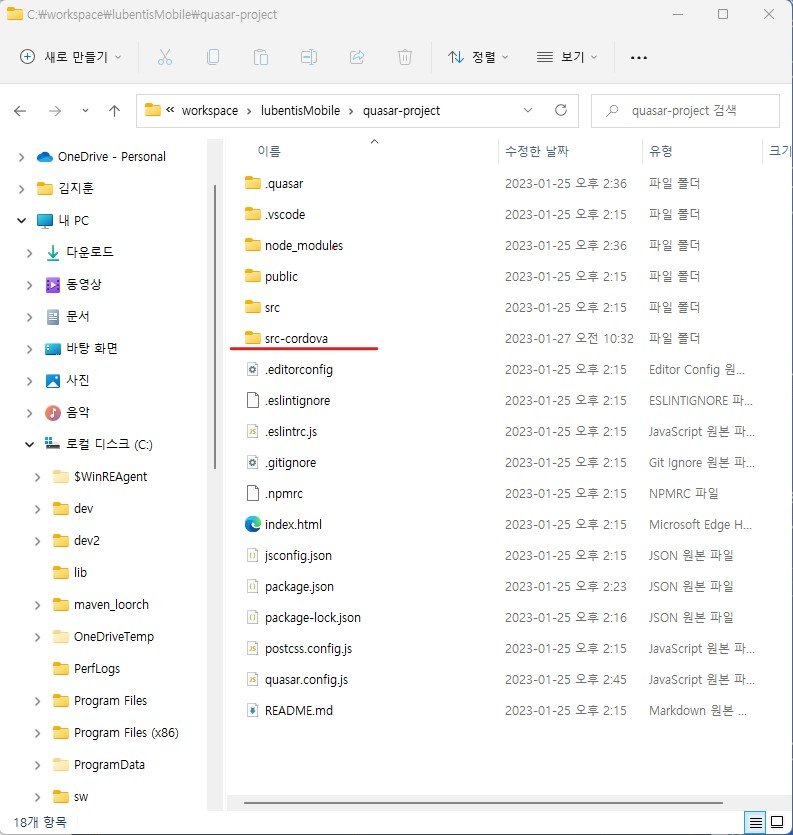 C:₩workspace₩lubentisMobile₩quasar-project
새로 만들기 정렬 보기 ...
« workspace > lubentisMobile > quasar-project quasar-project 검색
이름 수정한 날짜 유형 크기
OneDrive - Personal
김지훈
내 PC
다운로드
동영상
문서
바탕 화면
사진
음악
로컬 디스크 (C:)
$WinREAgent
dev
dev2
lib
maven_loorch
OneDriveTemp
PerfLogs
Program Files
Program Files (x86)
ProgramData
sw
.quasar 2023-01-25 오후 2:36 파일 폴더
.vscode 2023-01-25 오후 2:15 파일 폴더
node_modules 2023-01-25 오후 2:36 파일 폴더
public 2023-01-25 오후 2:15 파일 폴더
src 2023-01-25 오후 2:15 파일 폴더
src-cordova 2023-01-27 오전 10:32 파일 폴더
.editorconfig 2023-01-25 오후 2:15 Editor Config 원...
.eslintignore 2023-01-25 오후 2:15 ESLINTIGNORE 파...
.eslintrc.js 2023-01-25 오후 2:15 JavaScript 원본 파...
.gitignore 2023-01-25 오후 2:15 Git Ignore 원본 파...
.npmrc 2023-01-25 오후 2:15 NPMRC 파일
index.html 2023-01-25 오후 2:15 Microsoft Edge H...
jsconfig.json 2023-01-25 오후 2:15 JSON 원본 파일
package.json 2023-01-25 오후 2:23 JSON 원본 파일
package-lock.json 2023-01-25 오후 2:16 JSON 원본 파일
postcss.config.js 2023-01-25 오후 2:15 JavaScript 원본 파...
quasar.config.js 2023-01-25 오후 2:45 JavaScript 원본 파...
README.md 2023-01-25 오후 2:15 Markdown 원본 ...
18개 항목